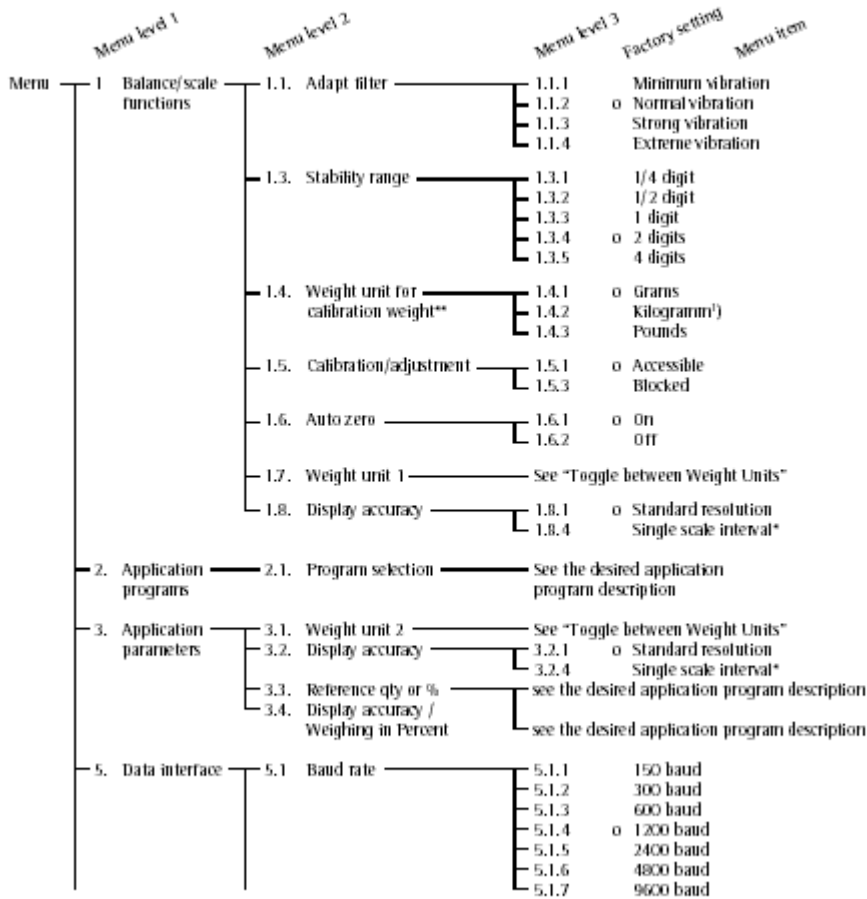 Menu level 1 Menu level 2 Menu level 3 Factory setting Menu item
Menu 1 Balance/scale 1.1. Adapt filter 1.1.1 Minimum vibration
functions 1.1.2 o Normal vibration
1.1.3 Strong vibration
1.1.4 Extreme vibration
1.3. Stability range 1.3.1 1/4 digit
1.3.2 1/2 digit
1.3.3 1 digit
1.3.4 o 2 digits
1.3.5 4 digits
1.4. Weight unit for 1.4.1 o Grams
calibration weight** 1.4.2 Kilogramm¹)
1.4.3 Pounds
1.5. Calibration/adjustment 1.5.1 o Accessible
1.5.3 Blocked
1.6. Auto zero 1.6.1 o On
1.6.2 Off
1.7. Weight unit 1 See "Toggle between Weight Units"
1.8. Display accuracy 1.8.1 o Standard resolution
1.8.4 Single scale interval*
2. Application 2.1. Program selection See the desired application
programs program description
3. Application 3.1. Weight unit 2 See "Toggle between Weight Units"
parameters 3.2. Display accuracy 3.2.1 o Standard resolution
3.2.4 Single scale interval*
3.3. Reference qty or % see the desired application program description
3.4. Display accuracy /
Weighing in Percent see the desired application program description
5. Data interface 5.1 Baud rate 5.1.1 150 baud
5.1.2 300 baud
5.1.3 600 baud
5.1.4 o 1200 baud
5.1.5 2400 baud
5.1.6 4800 baud
5.1.7 9600 baud